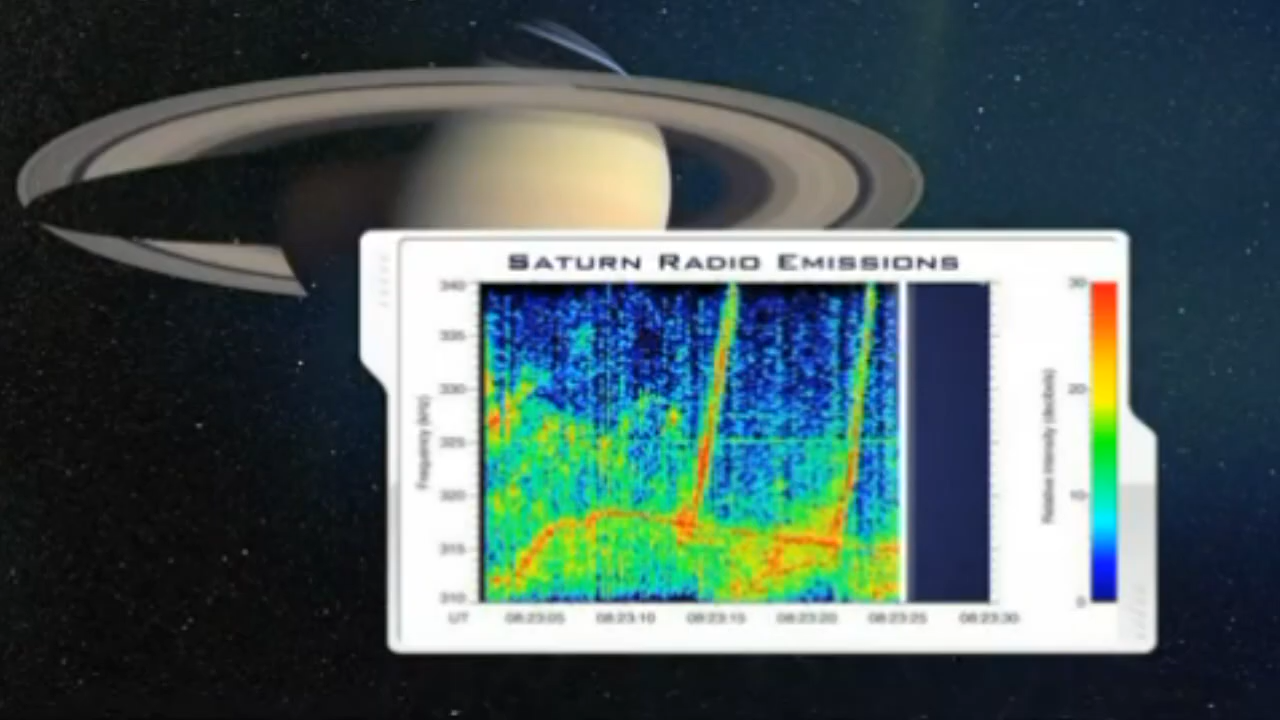 SATURN RADIO EMISSIONS
340
335
330
325
320
315
310
Frequency (kHz)
UT 08:23:05 08:23:10 08:23:15 08:23:20 08:23:25 08:23:30
30
20
10
0
Relative Intensity (decibels)